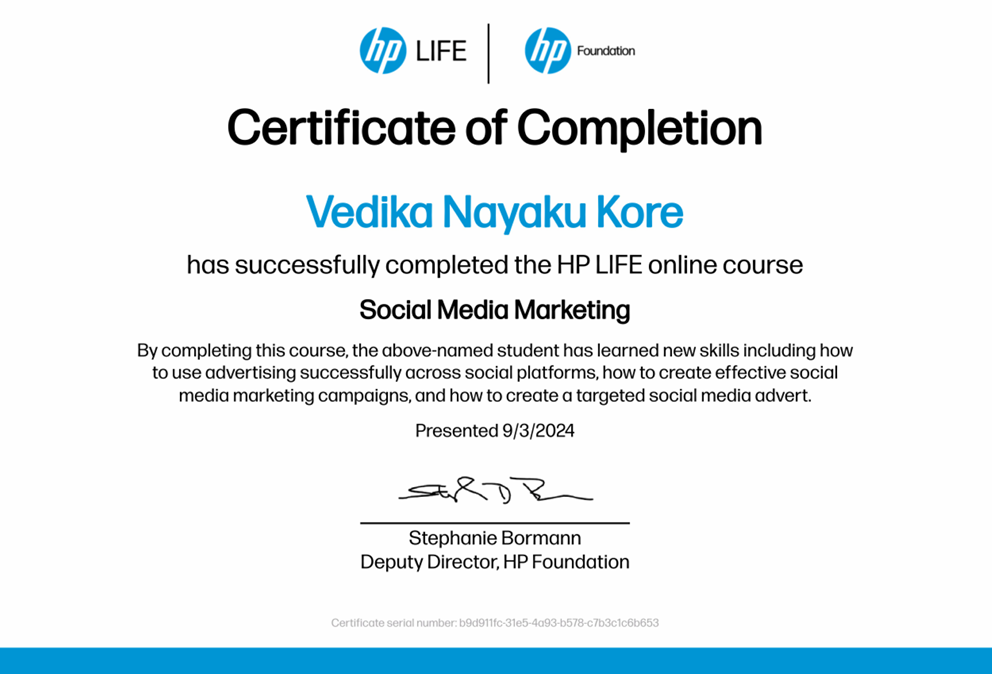 hp LIFE | hp Foundation
Certificate of Completion
Vedika Nayaku Kore
has successfully completed the HP LIFE online course
Social Media Marketing
By completing this course, the above-named student has learned new skills including how
to use advertising successfully across social platforms, how to create effective social
media marketing campaigns, and how to create a targeted social media advert.
Presented 9/3/2024
Stephanie Bormann
Deputy Director, HP Foundation
Certificate serial number: b9d911fc-31e5-4a93-b578-c7b3c1c6b653